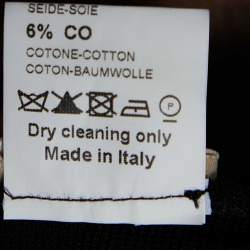 SEIDE-SOIE
6% CO
COTONE-COTTON
COTON-BAUMWOLLE
P
Dry cleaning only
Made in Italy